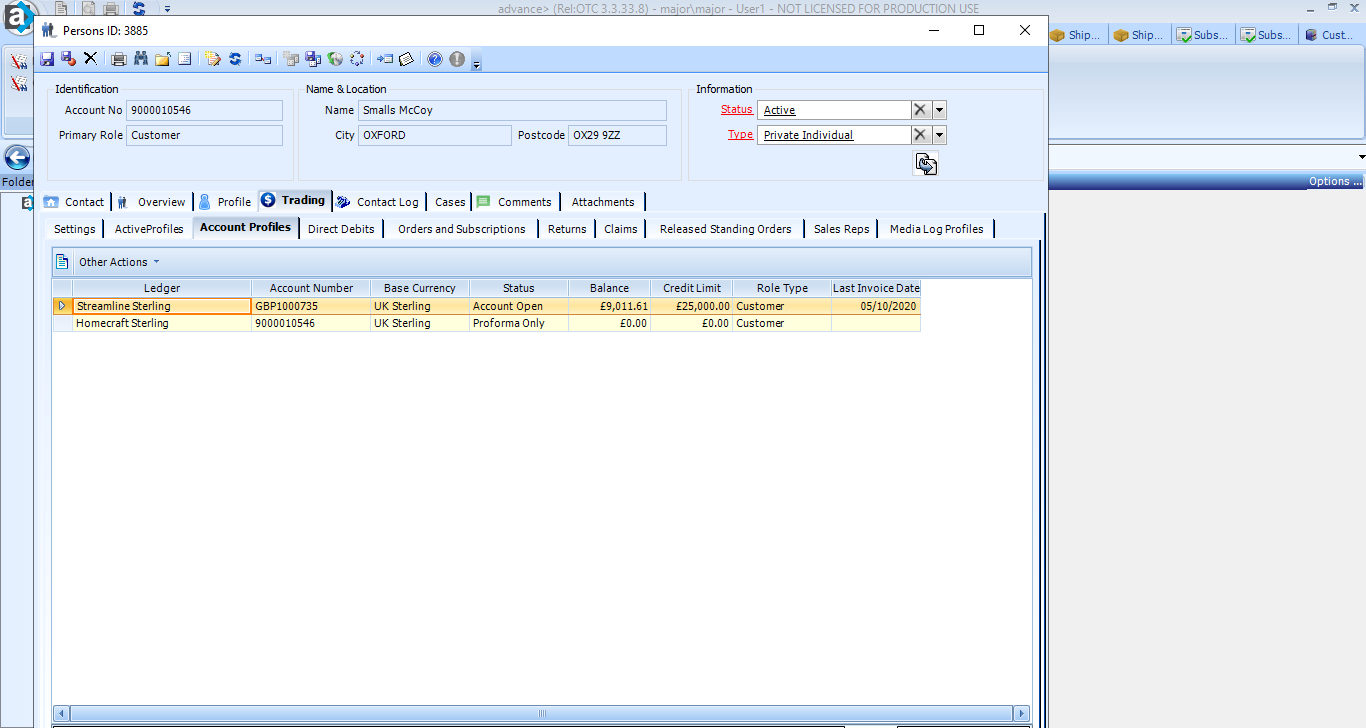 advance> (Rel:OTC 3.3.33.8) - major\major - User1 - NOT LICENSED FOR PRODUCTION USE
Persons ID: 3885
Ship... Ship... Subs... Subs... Cust...
Identification Name & Location Information
Account No 9000010546 Name Smalls McCoy Status Active
Primary Role Customer City OXFORD Postcode OX29 9ZZ Type Private Individual
Folder Options ...
Contact Overview Profile Trading Contact Log Cases Comments Attachments
Settings ActiveProfiles Account Profiles Direct Debits Orders and Subscriptions Returns Claims Released Standing Orders Sales Reps Media Log Profiles
Other Actions
Ledger Account Number Base Currency Status Balance Credit Limit Role Type Last Invoice Date
Streamline Sterling GBP1000735 UK Sterling Account Open £9,011.61 £25,000.00 Customer 05/10/2020
Homecraft Sterling 9000010546 UK Sterling Proforma Only £0.00 £0.00 Customer